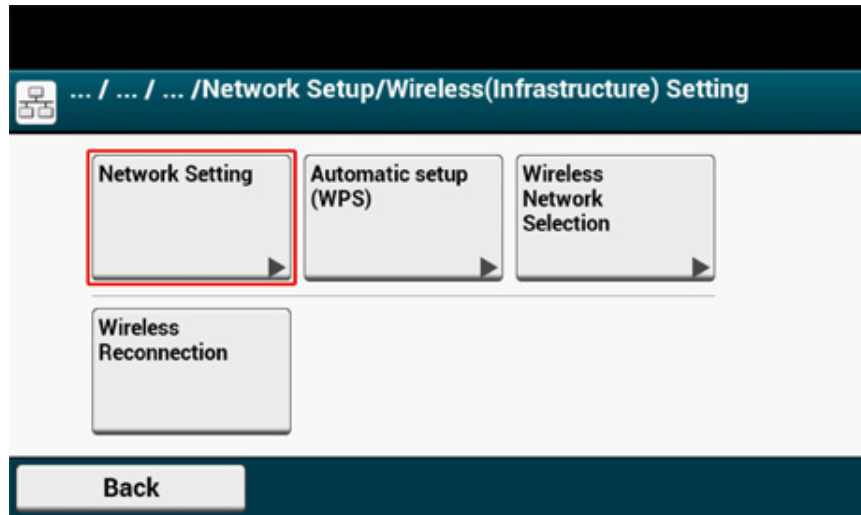 ... / ... / ... /Network Setup/Wireless(Infrastructure) Setting
Network Setting
Automatic setup
(WPS)
Wireless
Network
Selection
Wireless
Reconnection
Back